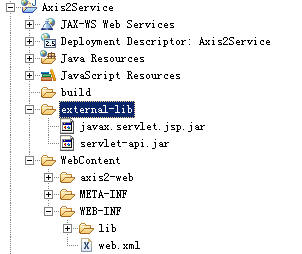 Axis2Service
JAX-WS Web Services
Deployment Descriptor: Axis2Service
Java Resources
JavaScript Resources
build
external-lib
javax.servlet.jsp.jar
servlet-api.jar
WebContent
axis2-web
META-INF
WEB-INF
lib
web.xml